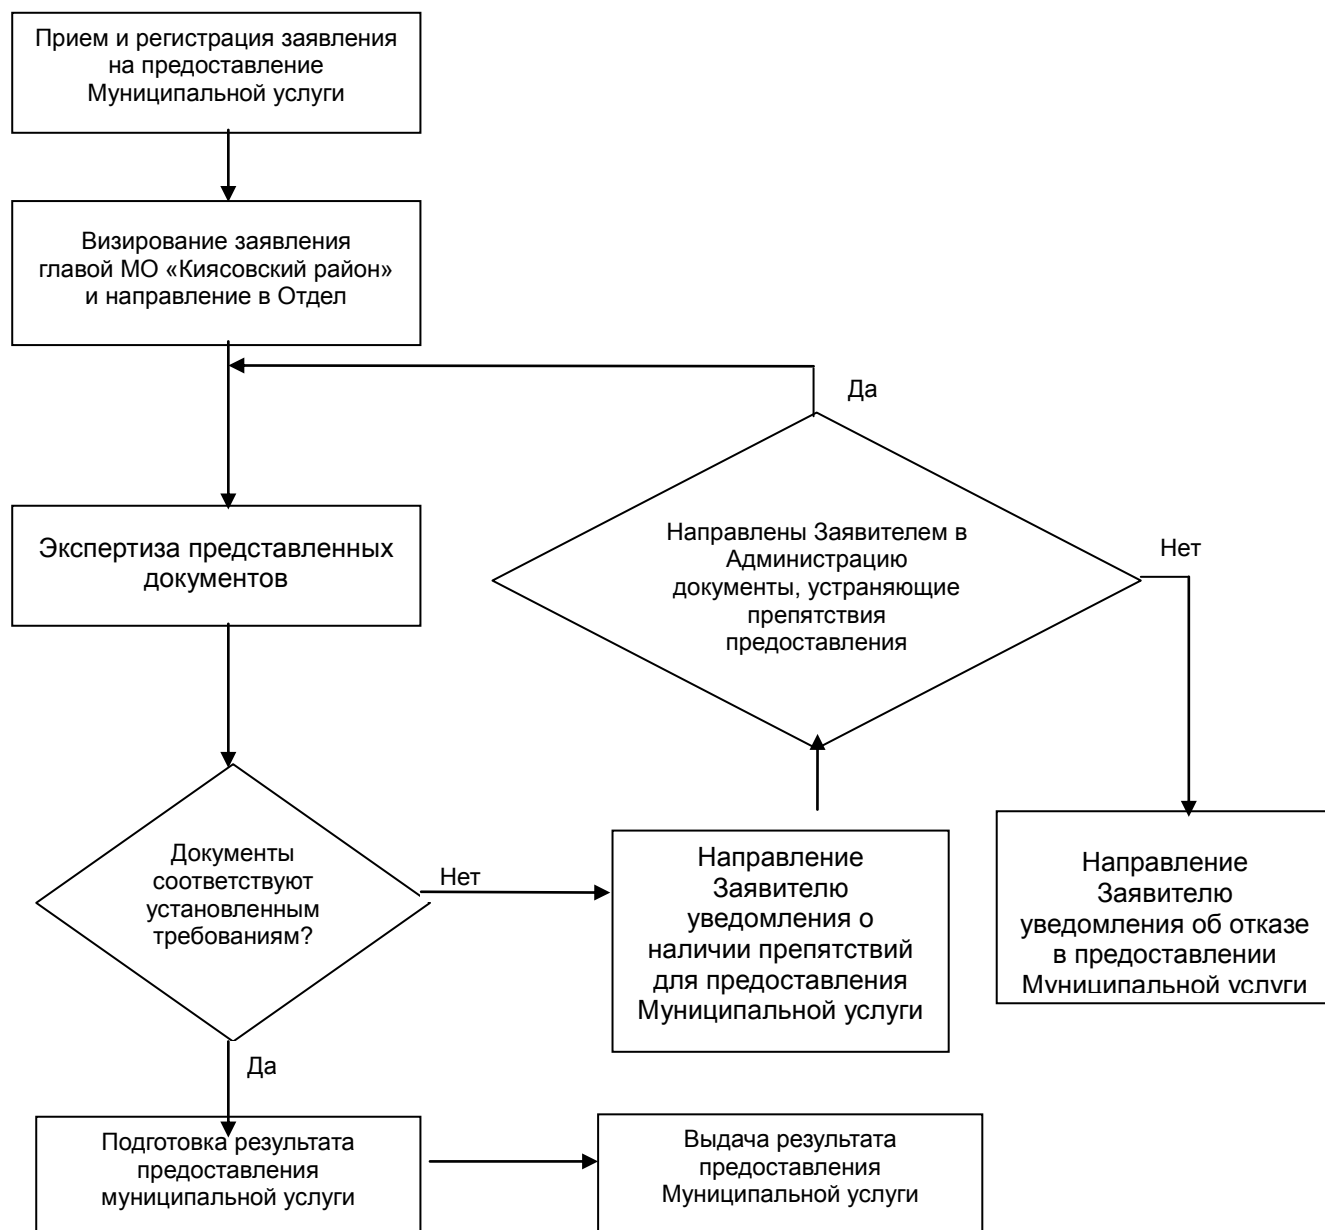 Прием и регистрация заявления
на предоставление
Муниципальной услуги
Визирование заявления
главой МО «Киясовский район»
и направление в Отдел
Да
Направлены Заявителем в
Администрацию
документы, устраняющие
препятствия
предоставления
Нет
Экспертиза представленных
документов
Документы
соответствуют
установленным
требованиям?
Нет
Направление
Заявителю
уведомления о
наличии препятствий
для предоставления
Муниципальной услуги
Направление
Заявителю
уведомления об отказе
в предоставлении
Муниципальной услуги
Да
Подготовка результата
предоставления
муниципальной услуги
Выдача результата
предоставления
Муниципальной услуги